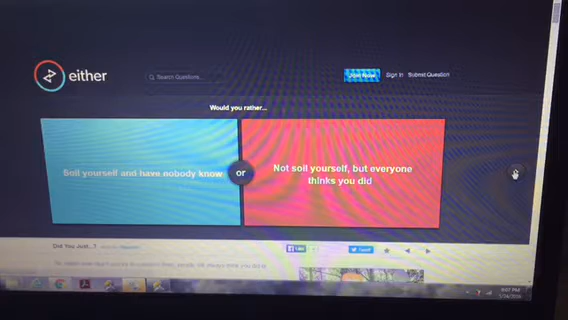 either
Search Questions...
Join Now
Sign In
Submit Question
Would you rather...
Soil yourself and have nobody know
or
Not soil yourself, but everyone
thinks you did
Did You Just...?
Like
Tweet